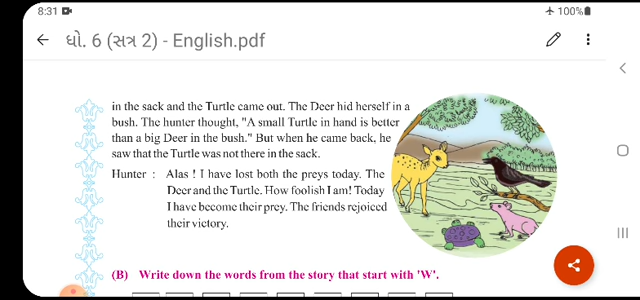 8:31 100%
ધો. 6 (સત્ર 2) - English.pdf
in the sack and the Turtle came out. The Deer hid herself in a
bush. The hunter thought, "A small Turtle in hand is better
than a big Deer in the bush." But when he came back, he
saw that the Turtle was not there in the sack.
Hunter : Alas ! I have lost both the preys today. The
Deer and the Turtle. How foolish I am! Today
I have become their prey. The friends rejoiced
their victory.
(B) Write down the words from the story that start with 'W'.